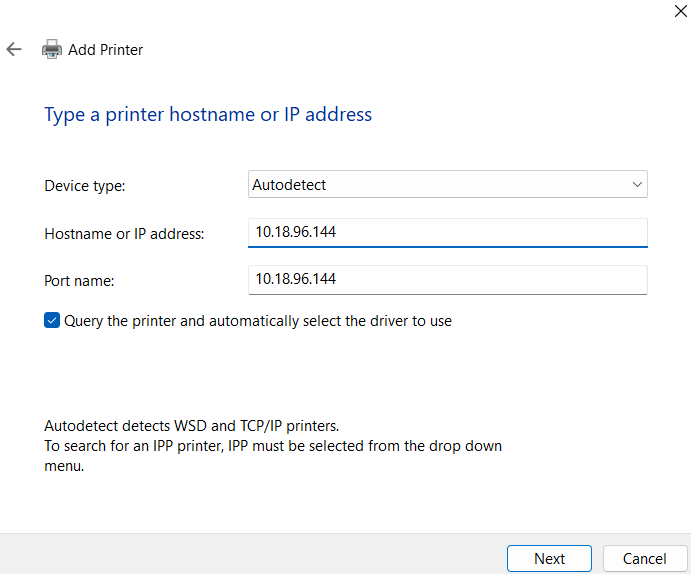 Add Printer
Type a printer hostname or IP address
Device type: Autodetect
Hostname or IP address: 10.18.96.144
Port name: 10.18.96.144
Query the printer and automatically select the driver to use
Autodetect detects WSD and TCP/IP printers.
To search for an IPP printer, IPP must be selected from the drop down
menu.
Next Cancel